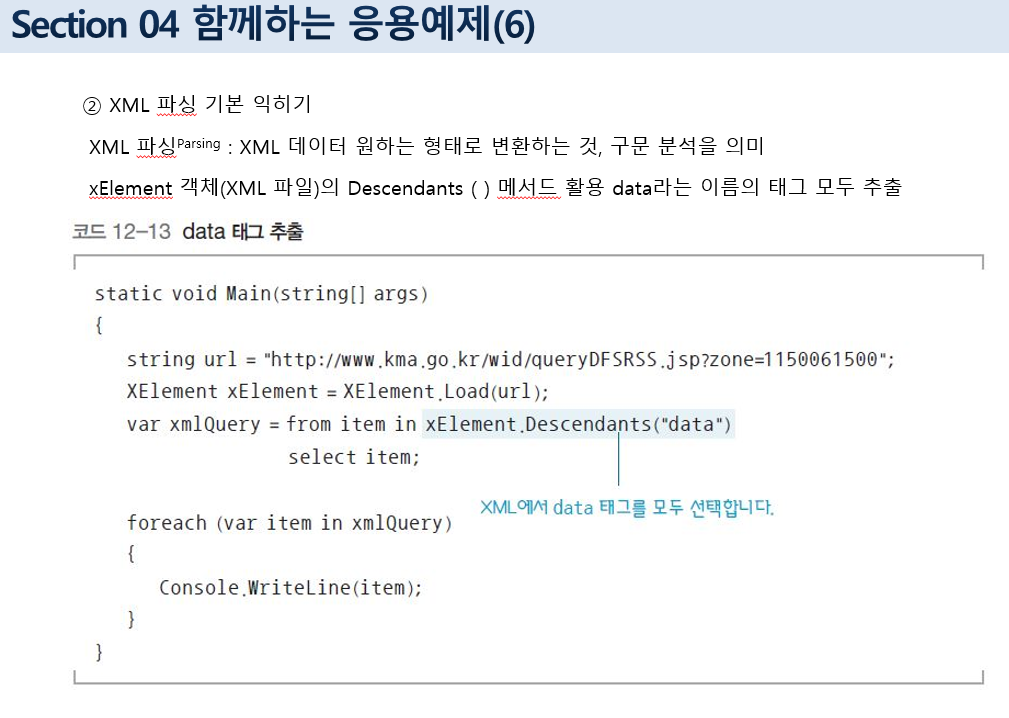 Section 04 함께하는 응용예제(6)
② XML 파싱 기본 익히기
XML 파싱Parsing : XML 데이터 원하는 형태로 변환하는 것, 구문 분석을 의미
xElement 객체(XML 파일)의 Descendants ( ) 메서드 활용 data라는 이름의 태그 모두 추출
코드 12-13 data 태그 추출
static void Main(string[] args)
{
string url = "http://www.kma.go.kr/wid/queryDFSRSS.jsp?zone=1150061500";
XElement xElement = XElement.Load(url);
var xmlQuery = from item in xElement.Descendants("data")
select item;
XML에서 data 태그를 모두 선택합니다.
foreach (var item in xmlQuery)
{
Console.WriteLine(item);
}
}